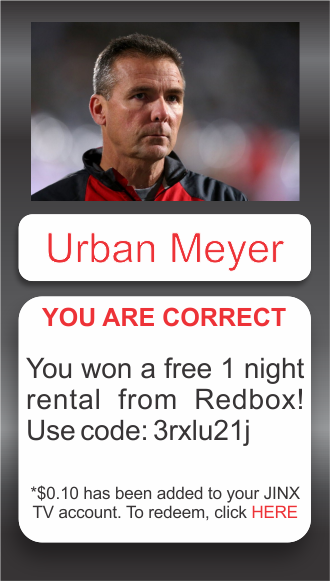 Urban Meyer
YOU ARE CORRECT
You won a free 1 night
rental from Redbox!
Use code: 3rxlu21j
*$0.10 has been added to your JINX
TV account. To redeem, click HERE